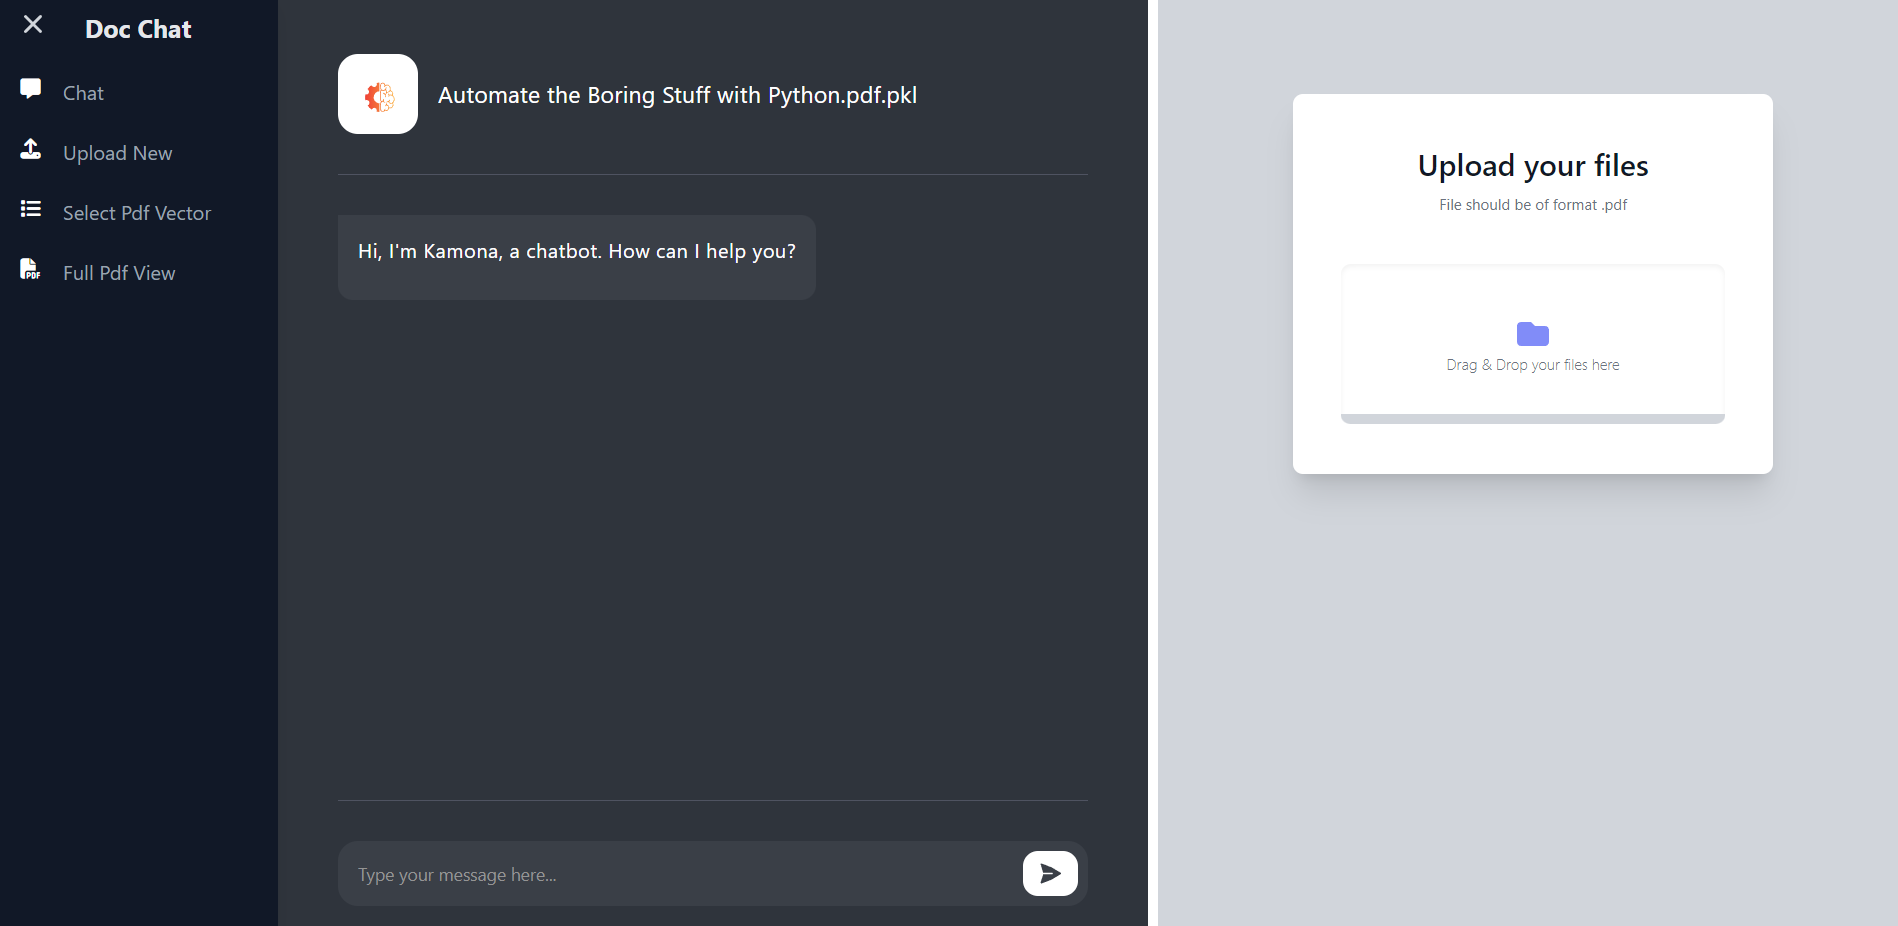 Doc Chat
Chat
Upload New
Select Pdf Vector
PDF
Full Pdf View
Automate the Boring Stuff with Python.pdf.pkl
Hi, I'm Kamona, a chatbot. How can I help you?
Type your message here...
Upload your files
File should be of format .pdf
Drag & Drop your files here